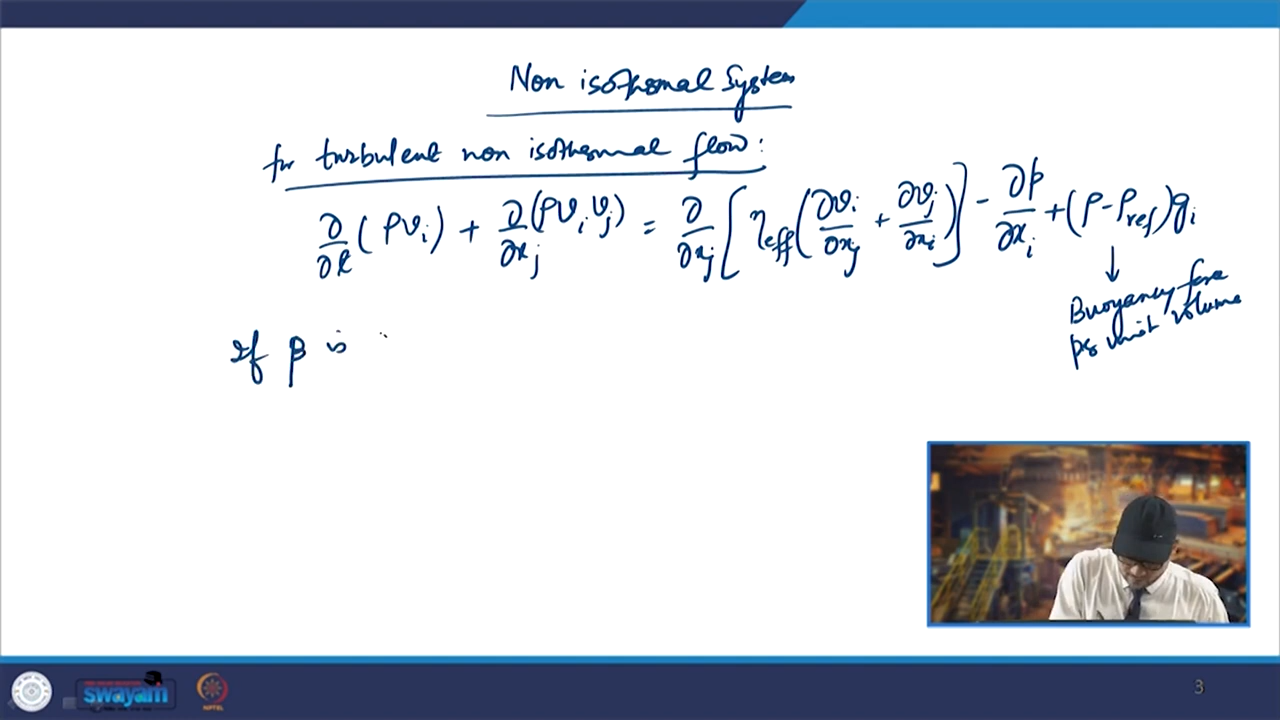 Non isothermal System
for turbulent non isothermal flow:
∂/∂t (ρv_i) + ∂/∂x_j (ρv_i v_j) = ∂/∂x_j [η_eff (∂v_i/∂x_j + ∂v_j/∂x_i)] - ∂p/∂x_i + (ρ-ρ_ref)g_i
↓
Buoyancy force
per unit volume
If β is
3
swayam
NPTEL